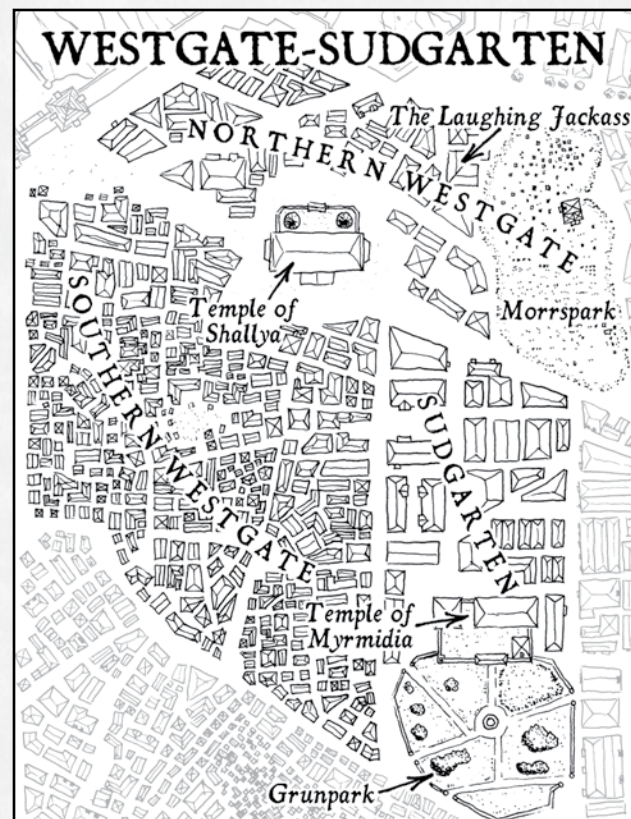 WESTGATE-SUDGARTEN
The Laughing Jackass
NORTHERN WESTGATE
Morrspark
Temple of
Shallya
SOUTHERN WESTGATE
SUDGARTEN
Temple of
Myrmidia
Grunpark